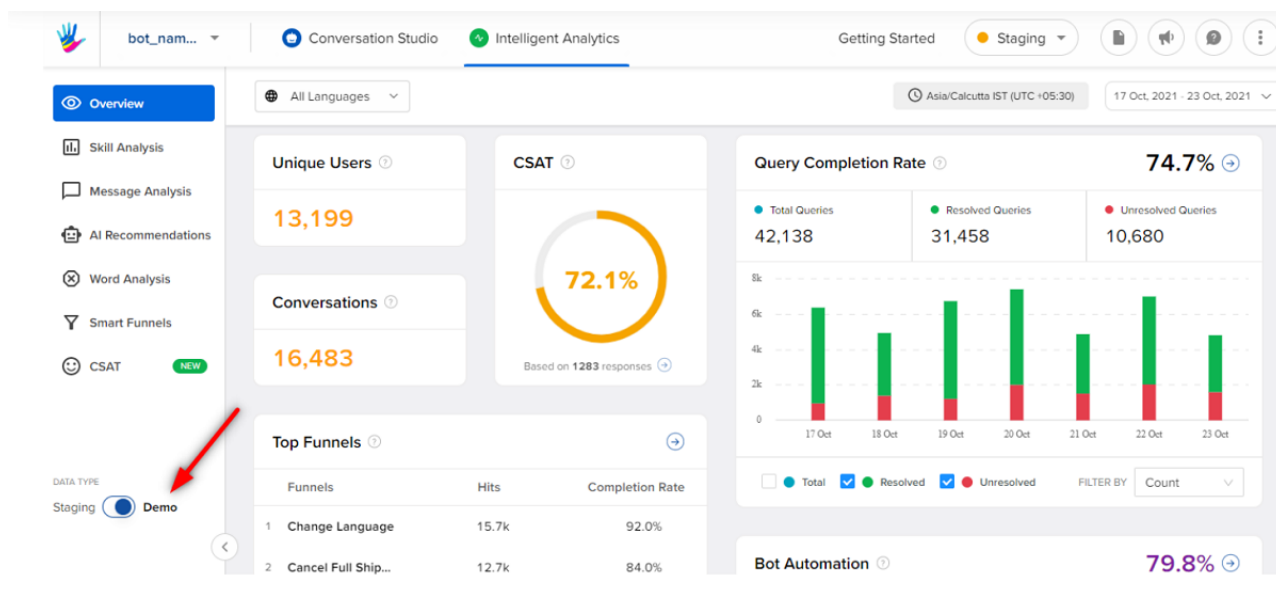 bot_nam...
Conversation Studio
Intelligent Analytics
Getting Started
Staging
Overview
Skill Analysis
Message Analysis
AI Recommendations
Word Analysis
Smart Funnels
CSAT NEW
DATA TYPE
Staging Demo
All Languages
Asia/Calcutta IST (UTC +05:30)
17 Oct, 2021 - 23 Oct, 2021
Unique Users
13,199
Conversations
16,483
CSAT
72.1%
Based on 1283 responses
Query Completion Rate 74.7%
Total Queries Resolved Queries Unresolved Queries
42,138 31,458 10,680
8k
6k
4k
2k
0
17 Oct 18 Oct 19 Oct 20 Oct 21 Oct 22 Oct 23 Oct
Total Resolved Unresolved FILTER BY Count
Top Funnels
Funnels Hits Completion Rate
1 Change Language 15.7k 92.0%
2 Cancel Full Ship... 12.7k 84.0%
Bot Automation 79.8%